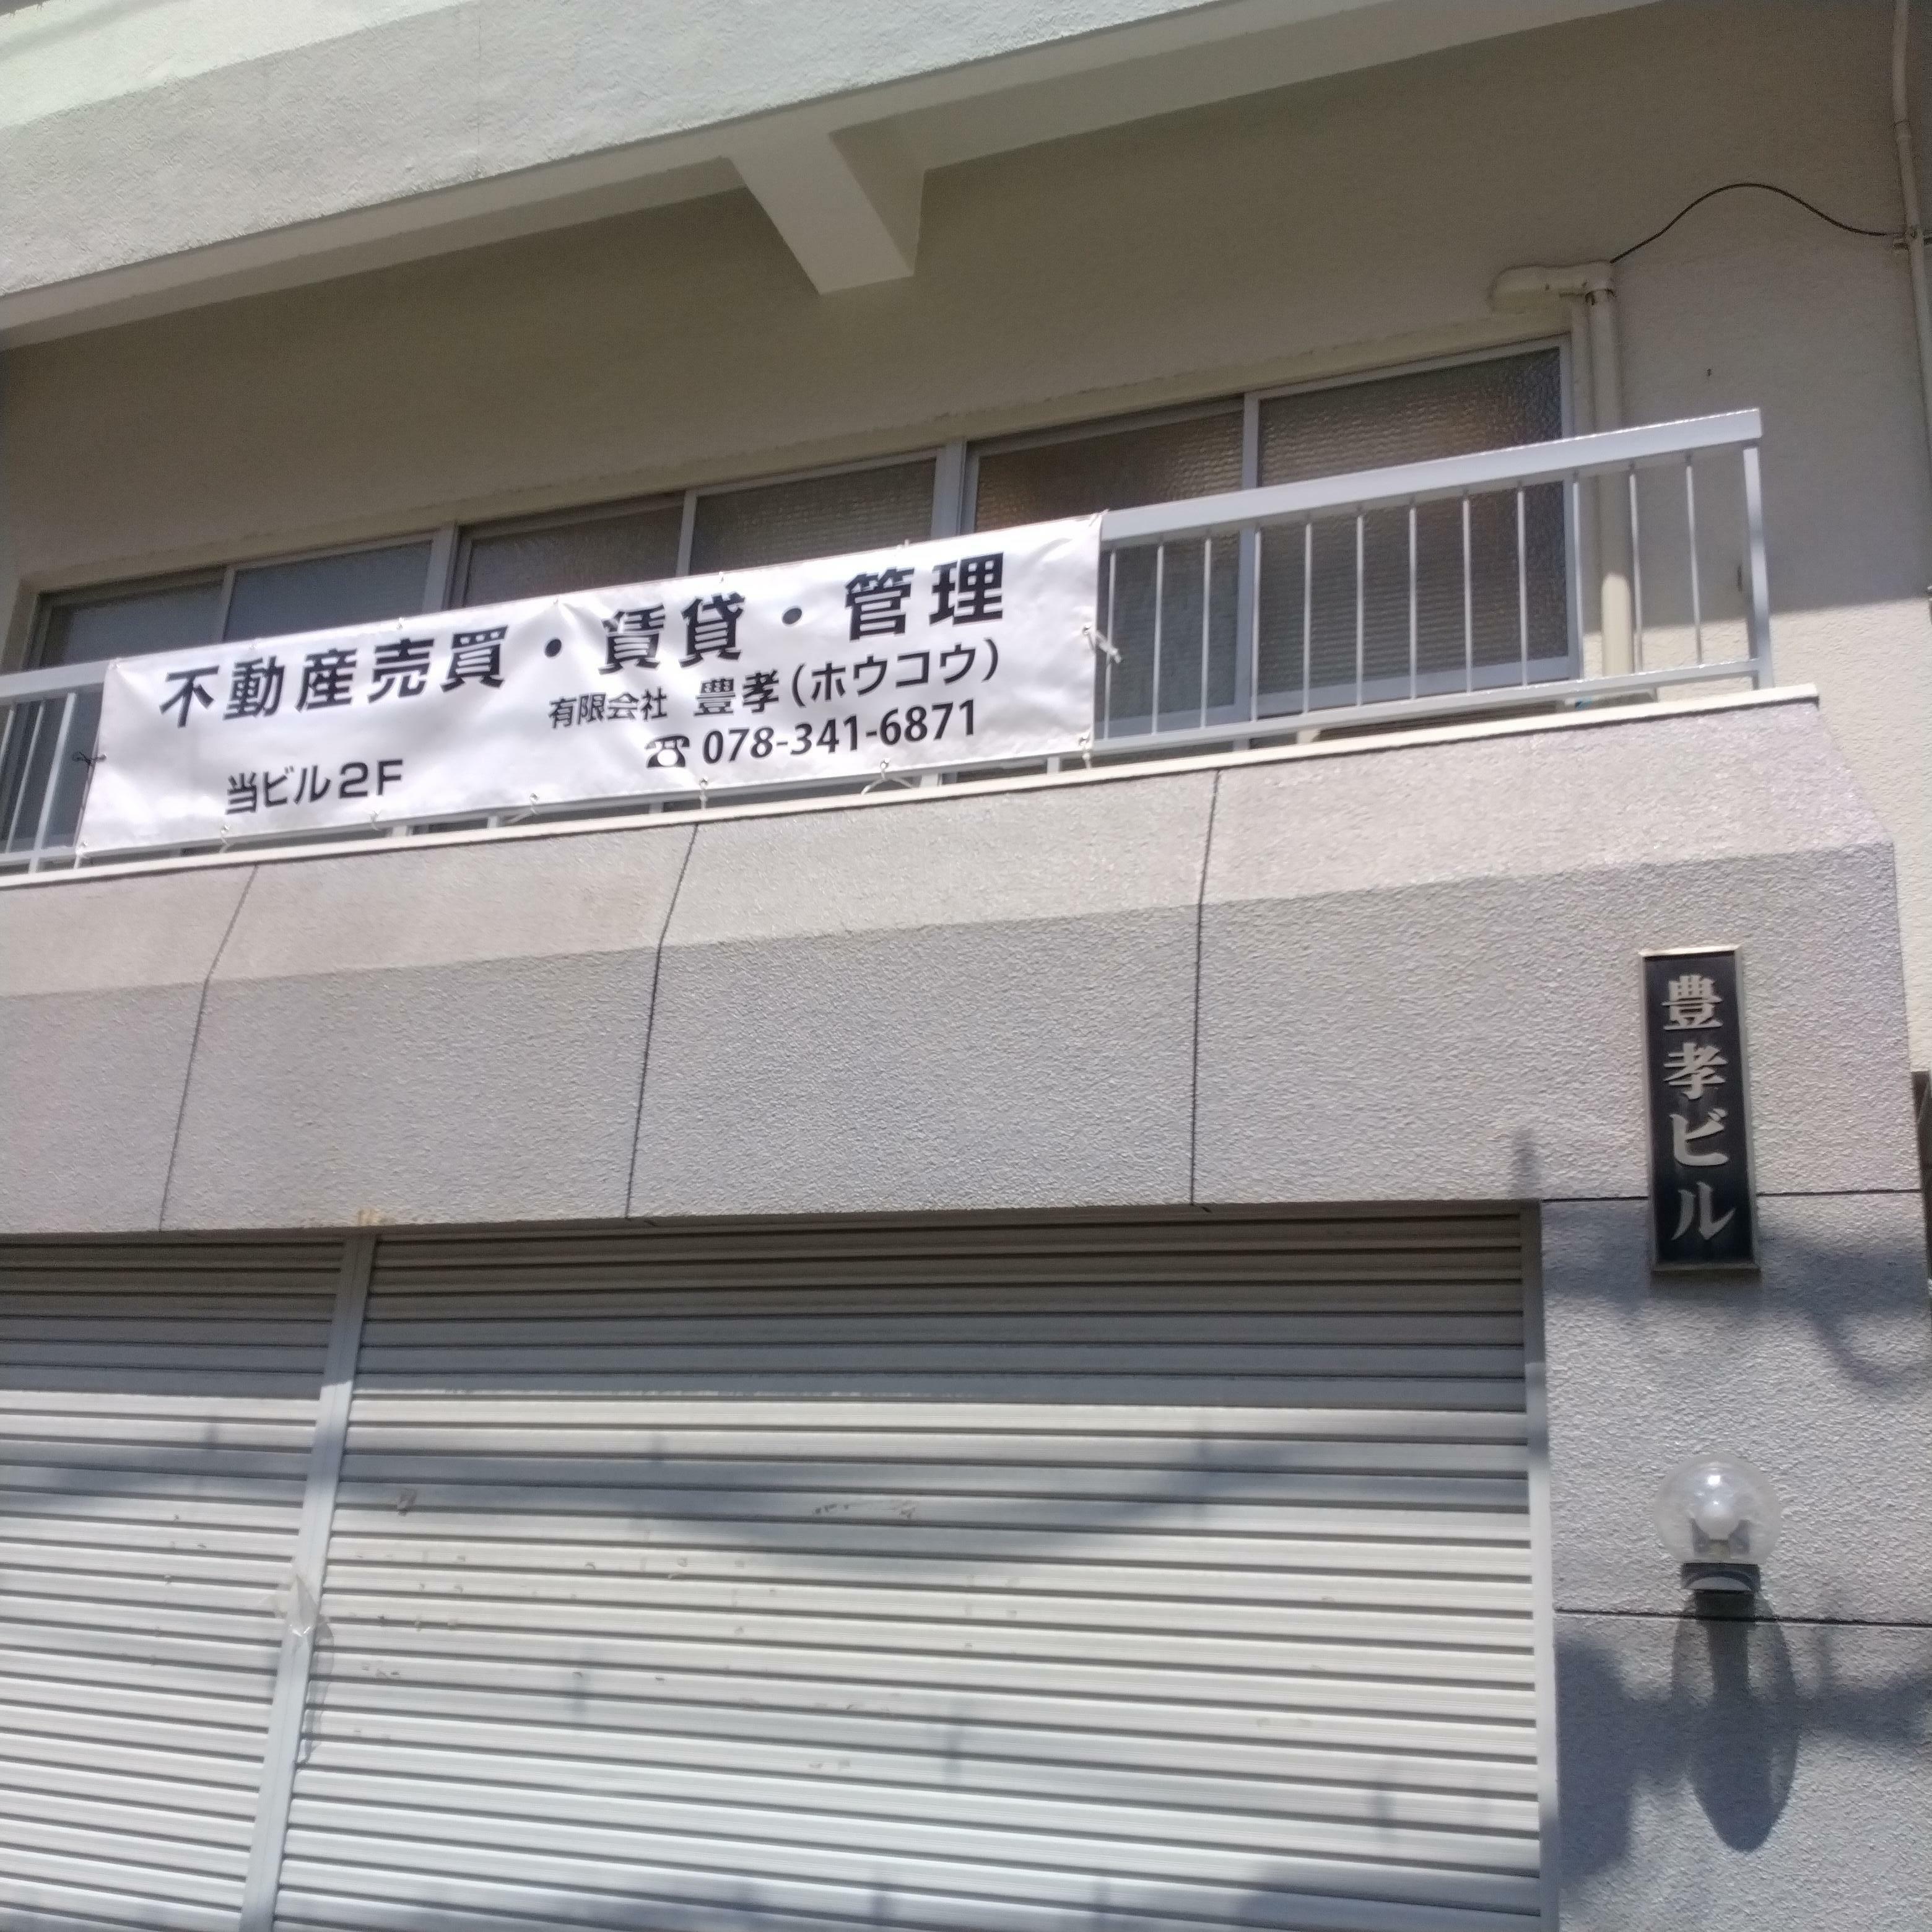 不動産売買・賃貸・管理
有限会社 豊孝(ホウコウ)
☎078-341-6871
当ビル2F
豊孝ビル